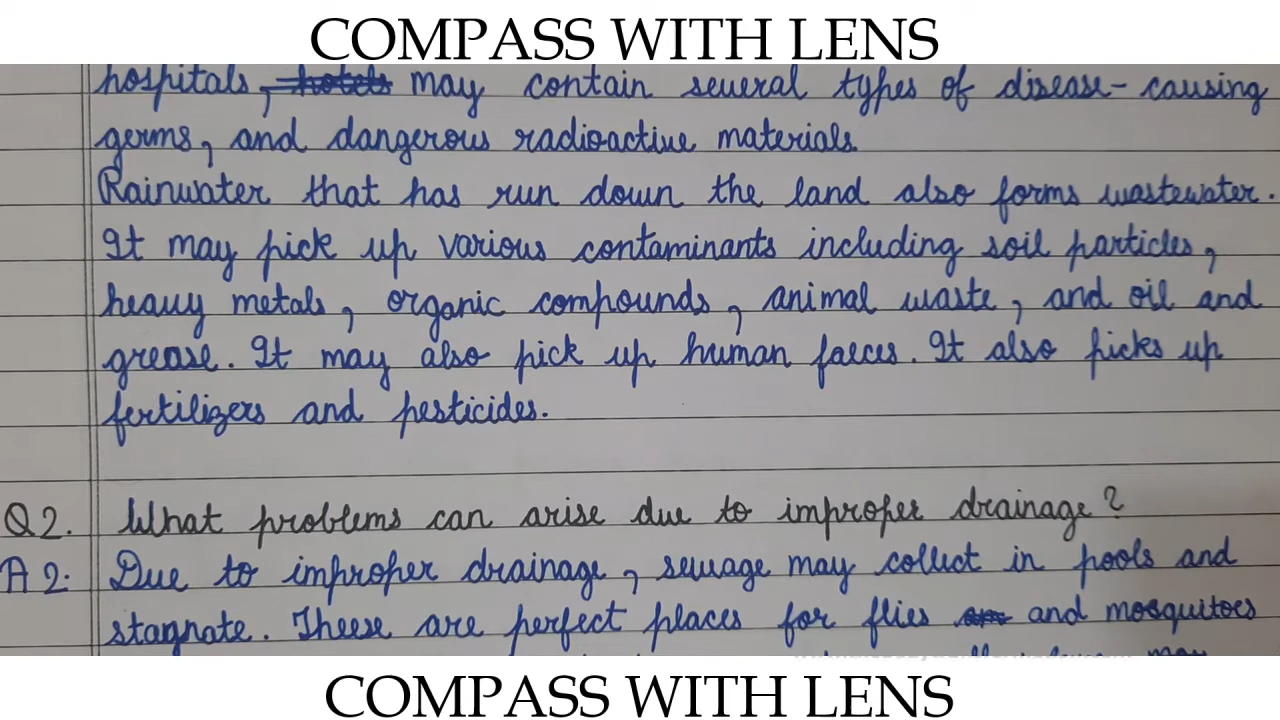 COMPASS WITH LENS
hospitals, hotels may contain several types of disease-causing
germs, and dangerous radioactive materials.
Rainwater that has run down the land also forms wastewater.
It may pick up various contaminants including soil particles,
heavy metals, organic compounds, animal waste, and oil and
grease. It may also pick up human faeces. It also picks up
fertilizers and pesticides.
Q2. What problems can arise due to improper drainage?
A2. Due to improper drainage, sewage may collect in pools and
stagnate. Theese are perfect places for flies and mosquitoes
may
COMPASS WITH LENS